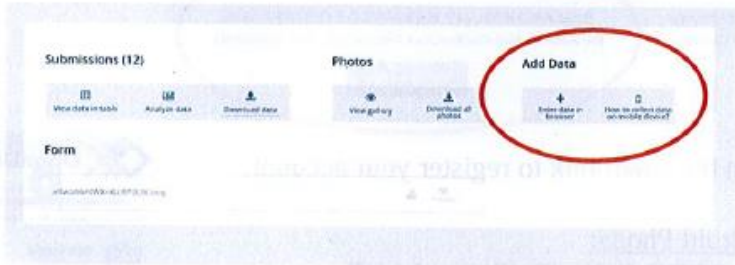 Submissions (12)
Photos
Add Data
View data in table
Analyze data
Download data
View gallery
Download all photos
Enter data in browser
How to collect data on mobile device?
Form
to register your account